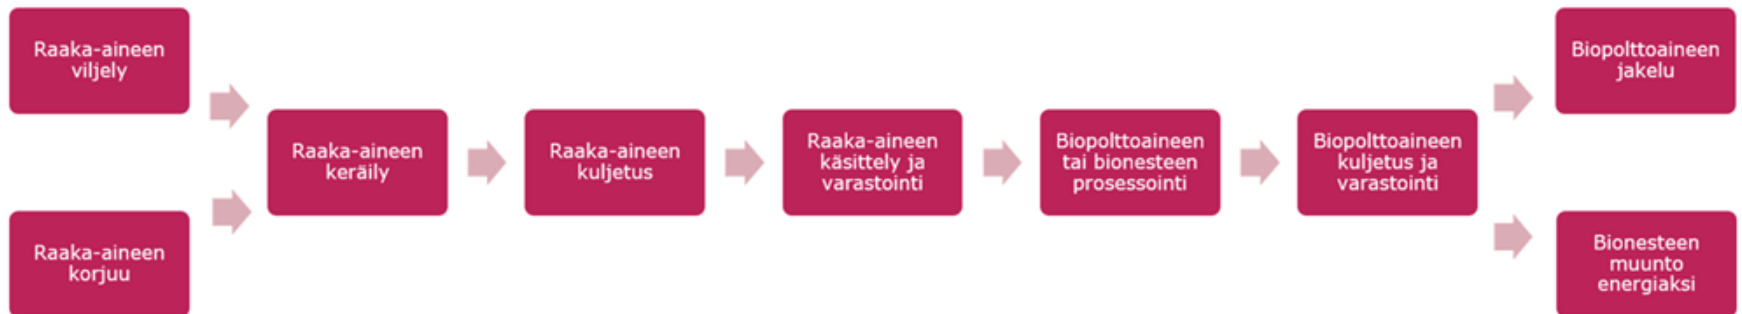 Raaka-aineen
viljely
Raaka-aineen
korjuu
Raaka-aineen
keräily
Raaka-aineen
kuljetus
Raaka-aineen
käsittely ja
varastointi
Biopolttoaineen
tai bionesteen
prosessointi
Biopolttoaineen
kuljetus ja
varastointi
Biopolttoaineen
jakelu
Bionesteen
muunto
energiaksi